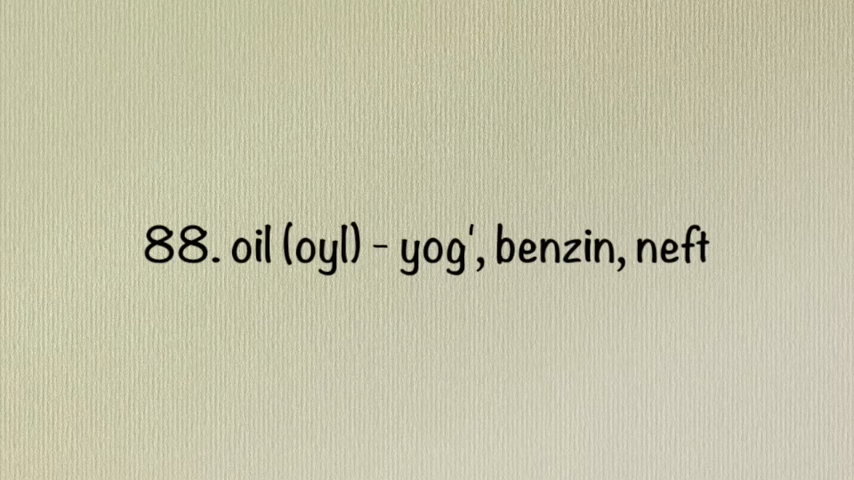 88. oil (oyl) - yog', benzin, neft